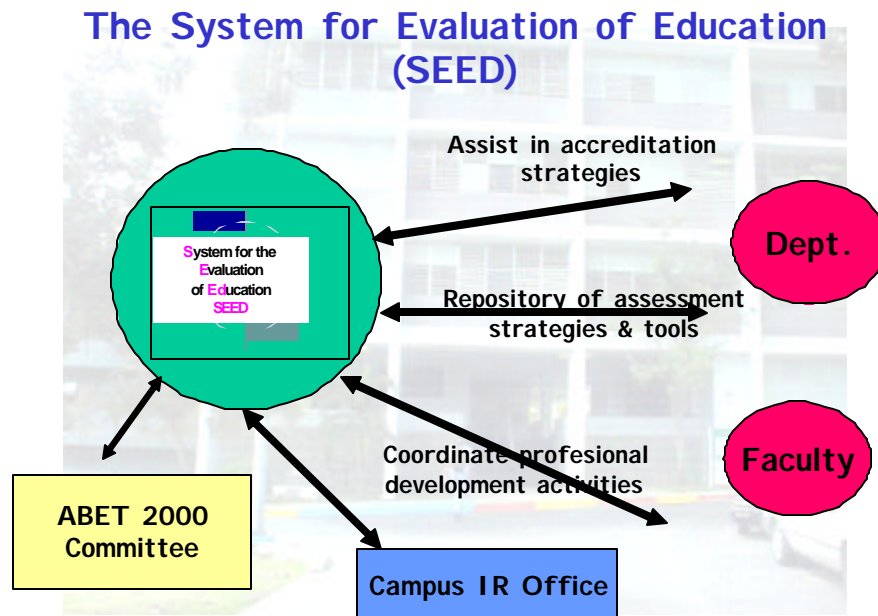 The System for Evaluation of Education
(SEED)
Assist in accreditation
strategies
Dept.
System for the
Evaluation
of Education
SEED
Repository of assessment
strategies & tools
Coordinate profesional
development activities
Faculty
ABET 2000
Committee
Campus IR Office